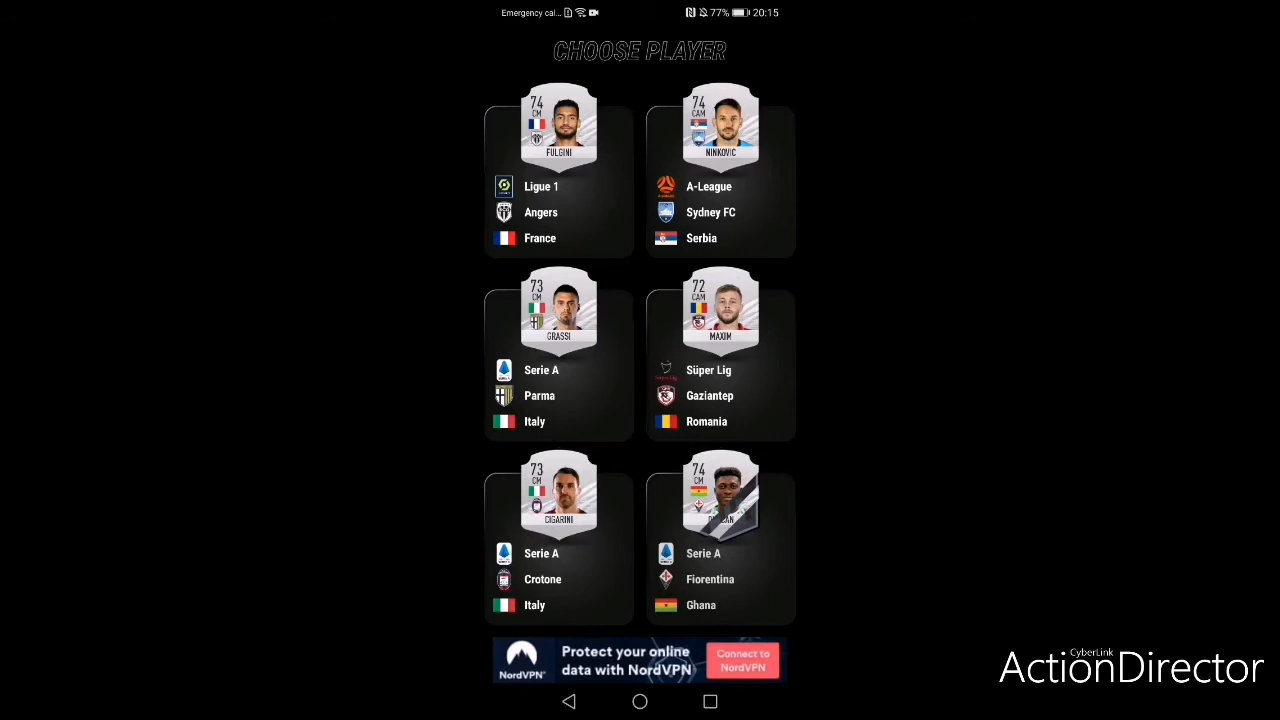 Emergency cal...
77% 20:15
CHOOSE PLAYER
74
CM
FULGINI
Ligue 1
Angers
France
74
CAM
NINKOVIC
A-League
Sydney FC
Serbia
73
CM
GRASSI
Serie A
Parma
Italy
72
CAM
MAXIM
Süper Lig
Gaziantep
Romania
73
CM
CIGARINI
Serie A
Crotone
Italy
74
CM
Serie A
Fiorentina
Ghana
NordVPN
Protect your online
data with NordVPN
Connect to
NordVPN
CyberLink
ActionDirector